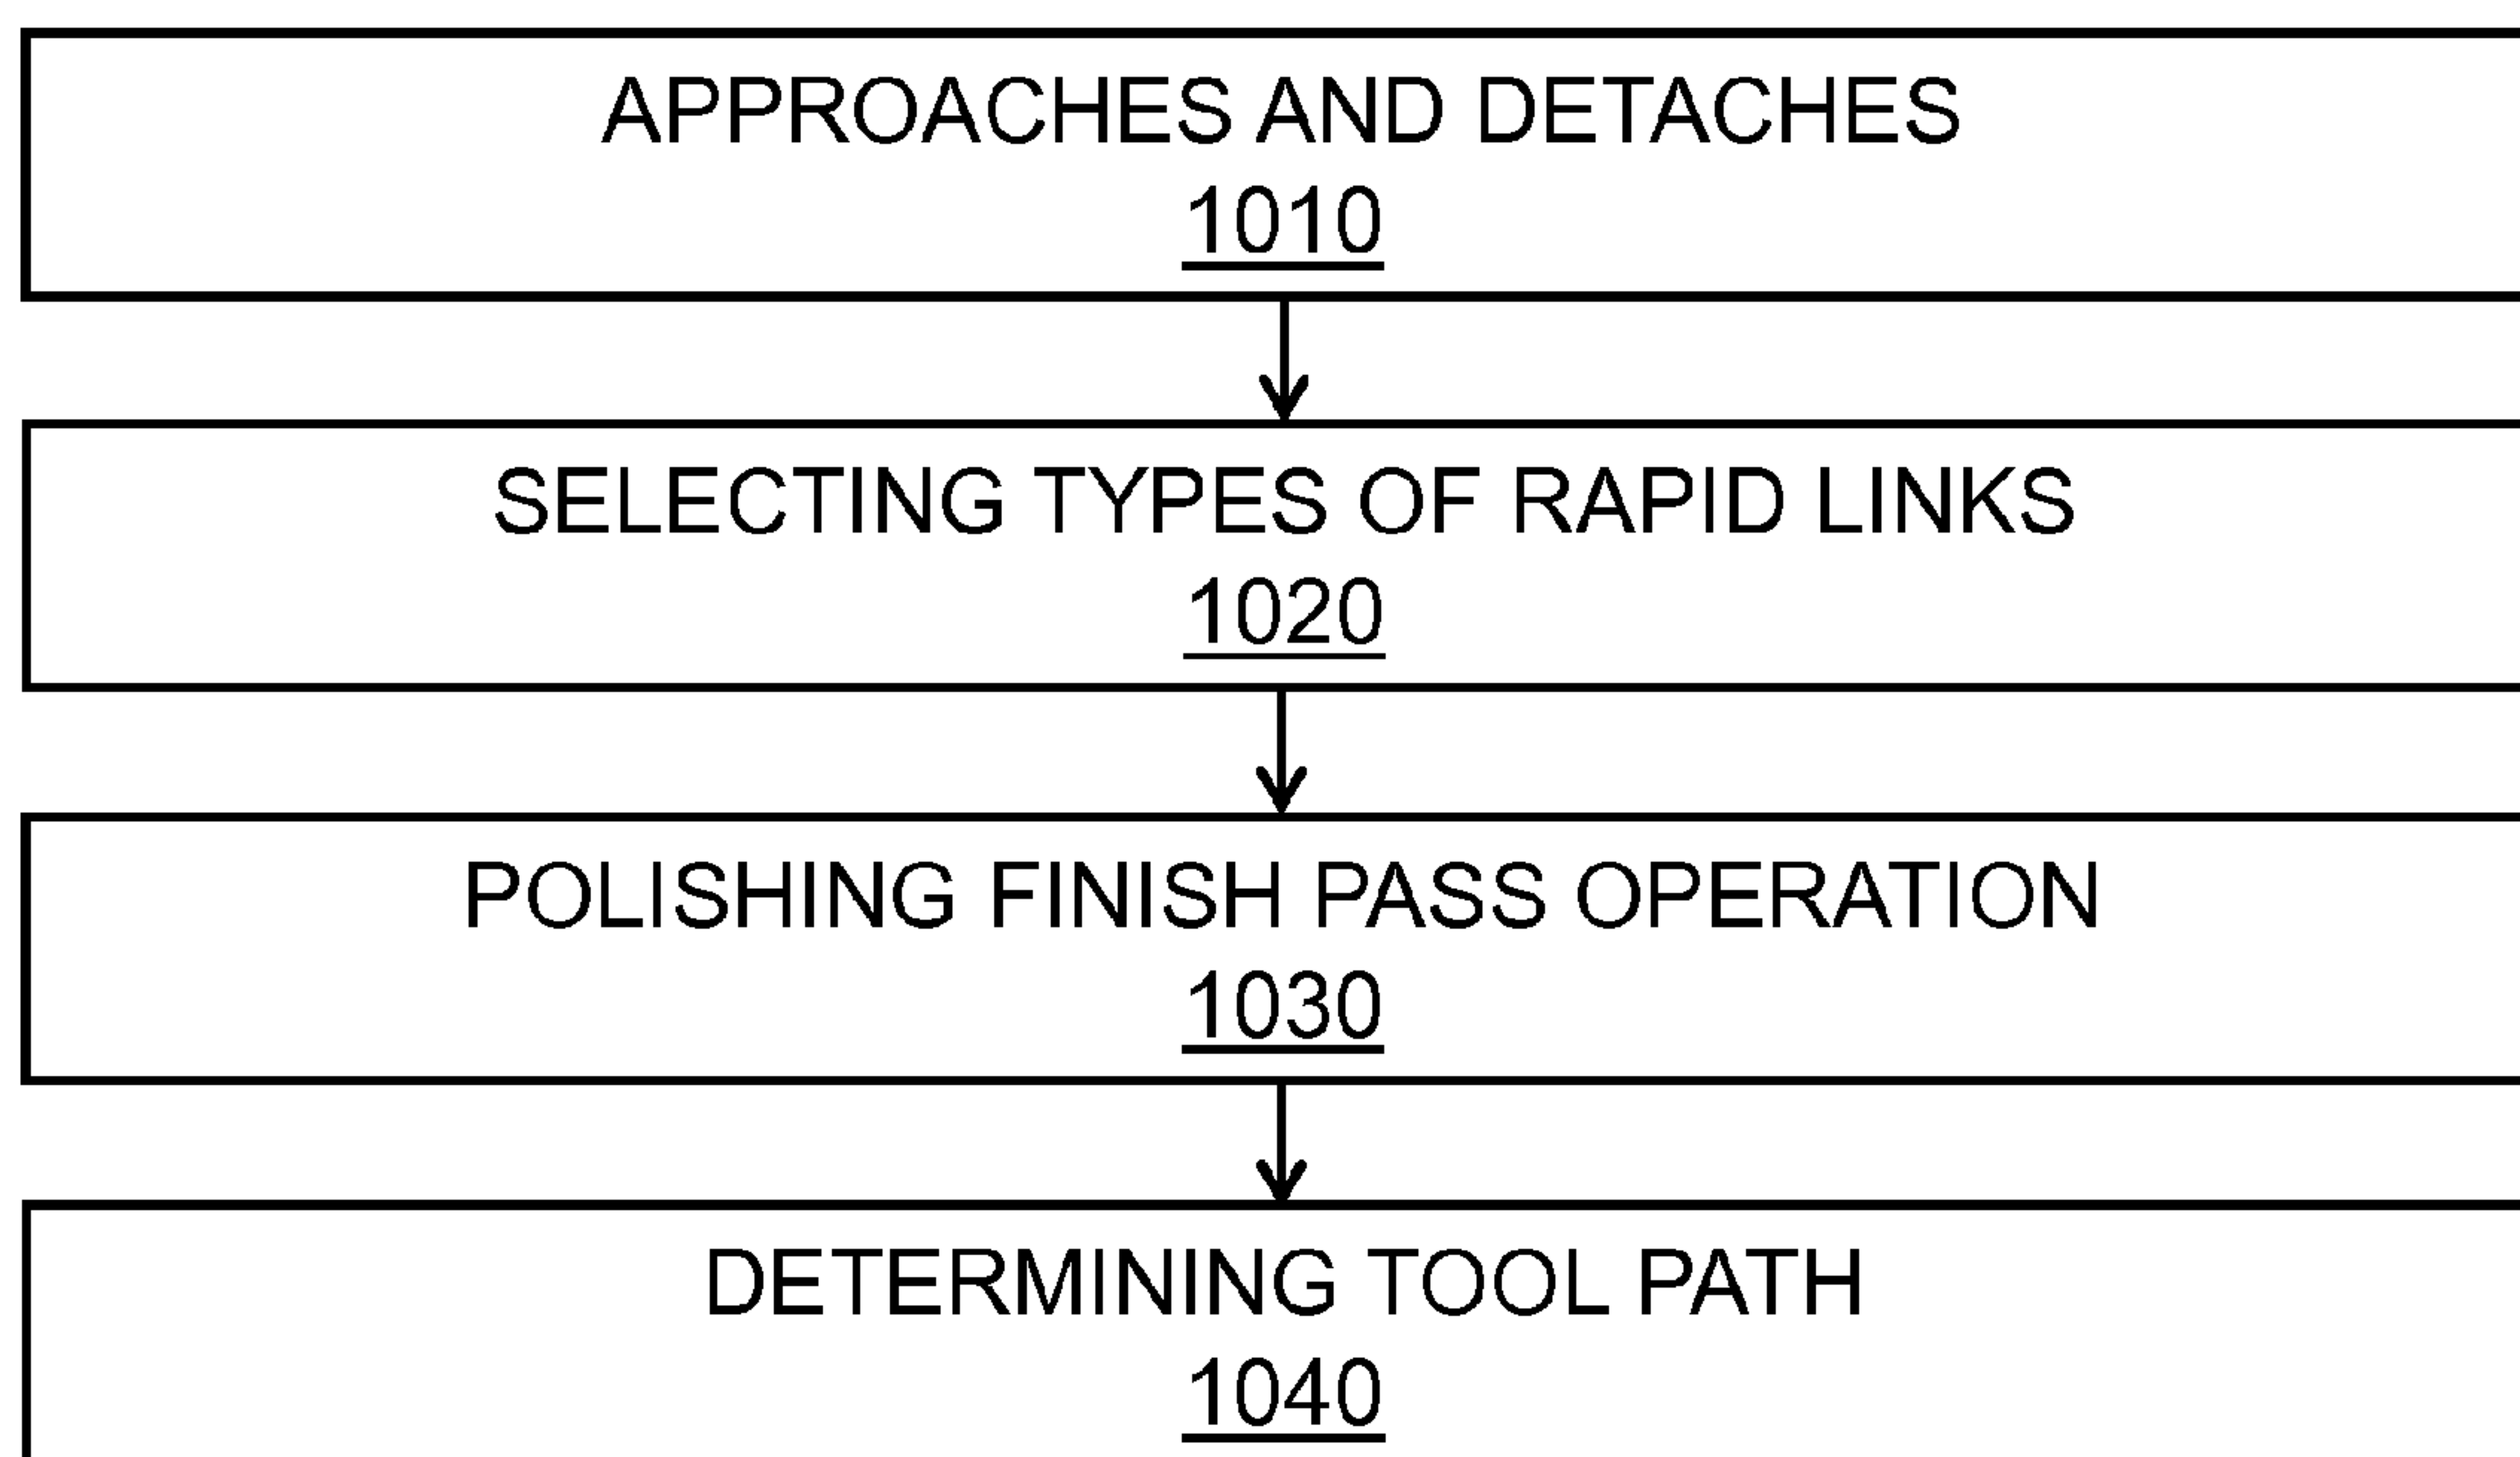 APPROACHES AND DETACHES
1010
SELECTING TYPES OF RAPID LINKS
1020
POLISHING FINISH PASS OPERATION
1030
DETERMINING TOOL PATH
1040